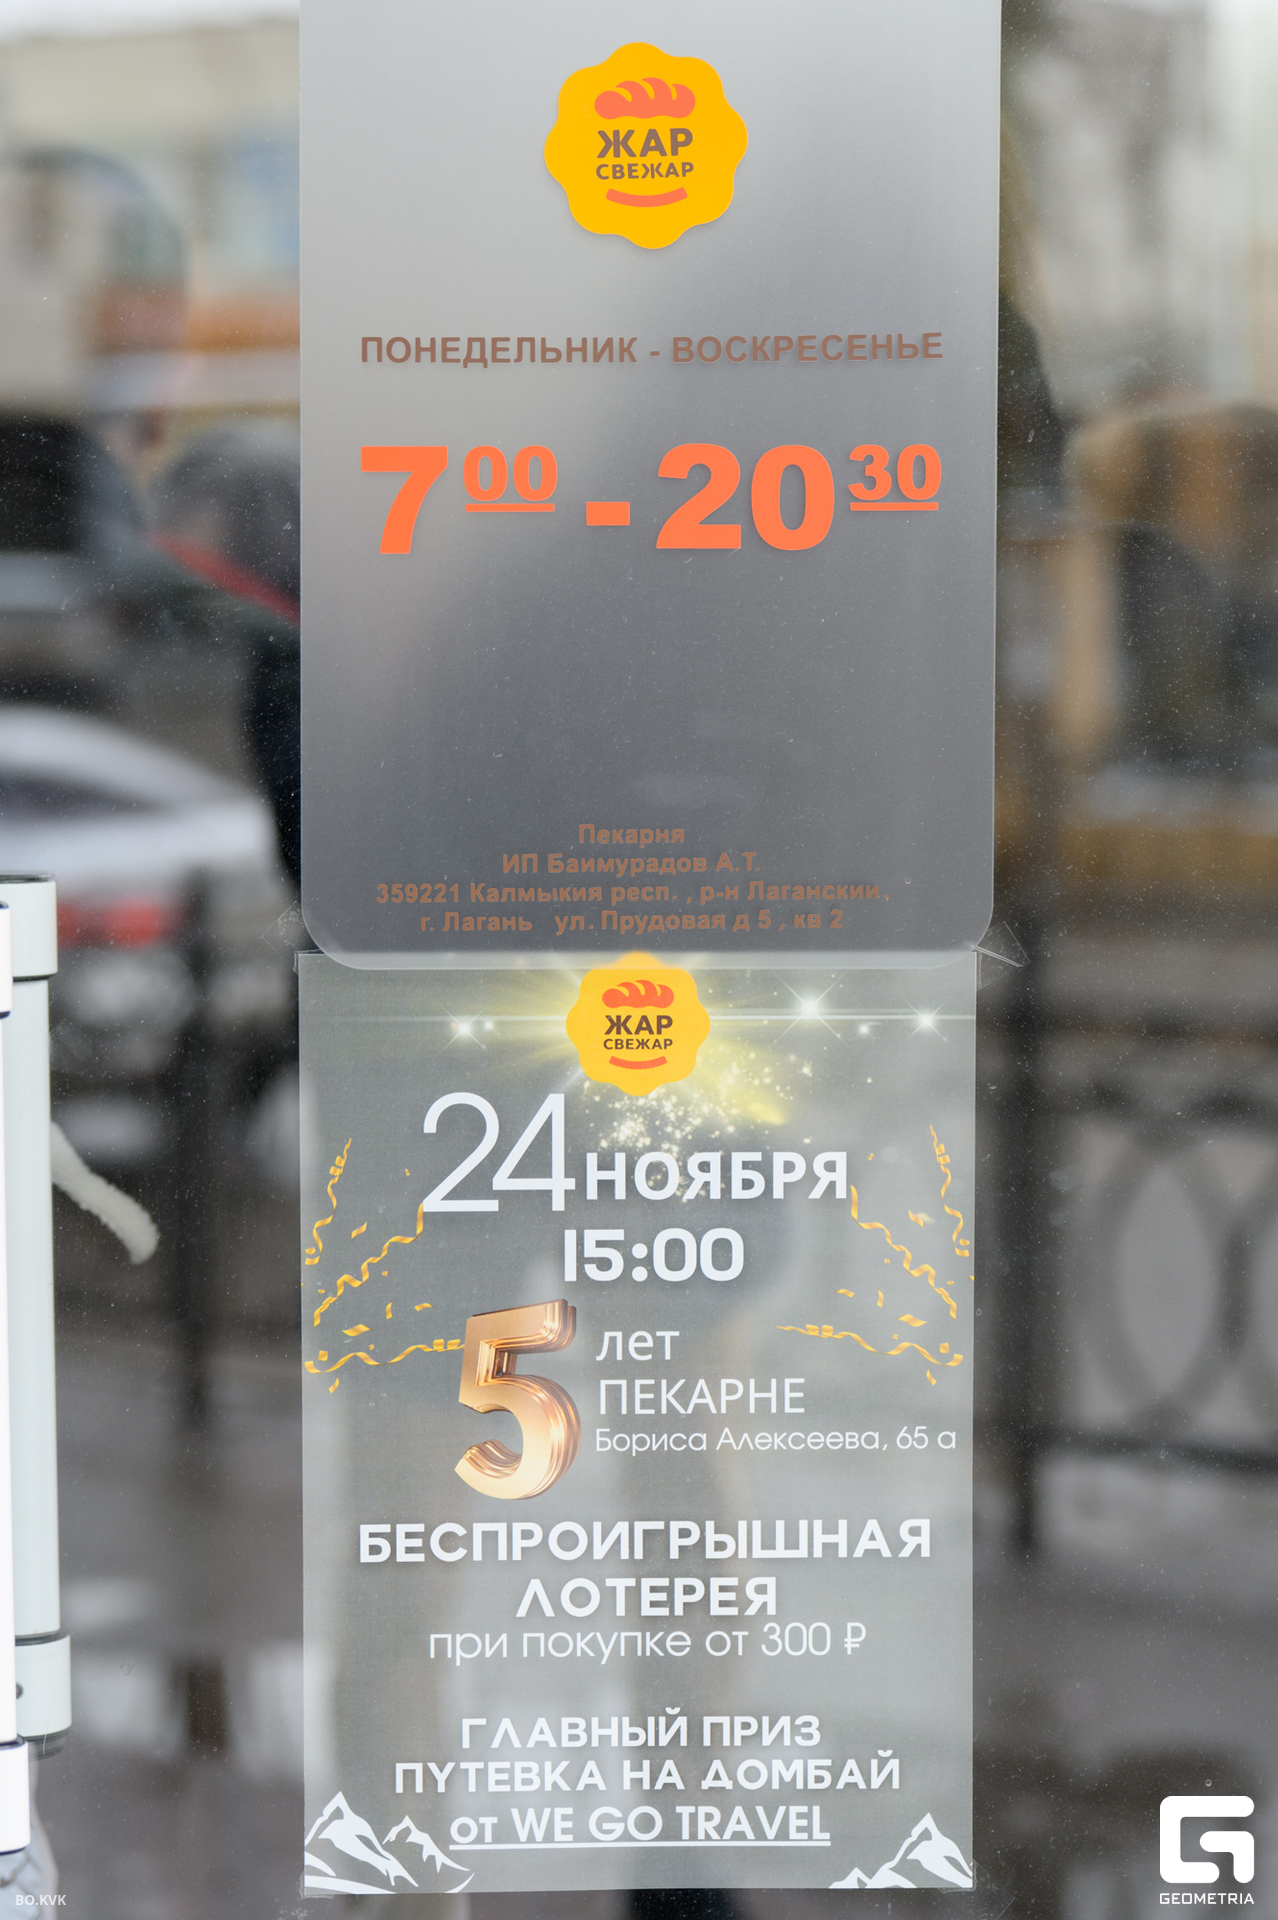 ЖАР
СВЕЖАР
ПОНЕДЕЛЬНИК - ВОСКРЕСЕНЬЕ
7 00 - 20 30
Пекарня
ИП Баимурадов А.Т.
359221 Калмыкия респ. , р-н Лаганскии,
г. Лагань ул. Прудовая д 5 , кв 2
ЖАР
СВЕЖАР
24 НОЯБРЯ
15:00
5 лет
ПЕКАРНЕ
Бориса Алексеева, 65 а
БЕСПРОИГРЫШНАЯ
ЛОТЕРЕЯ
при покупке от 300 ₽
ГЛАВНЫЙ ПРИЗ
ПУТЕВКА НА ДОМБАЙ
от WE GO TRAVEL
BO.KVK
GEOMETRIA